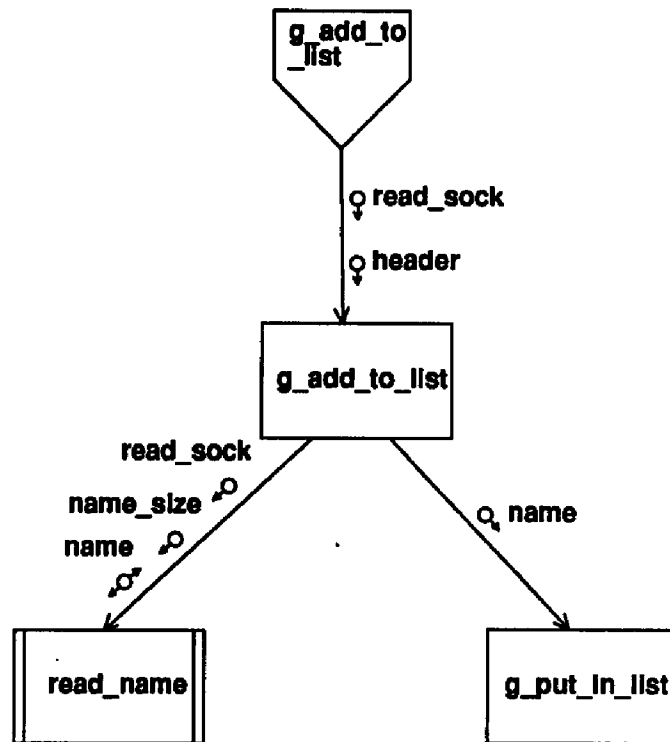 g_add_to
_list
read_sock
header
g_add_to_list
read_sock
name_size
name
name
read_name
g_put_in_list